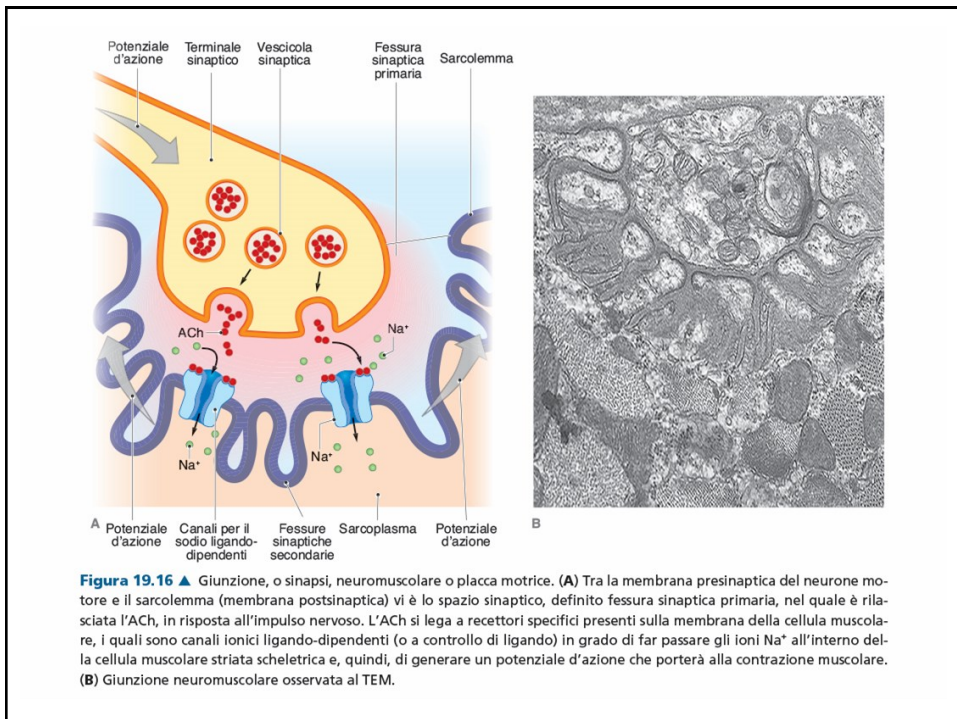 Potenziale d'azione
Terminale sinaptico
Vescicola sinaptica
Fessura sinaptica primaria
Sarcolemma
ACh
Na⁺
Na⁺
Na⁺
A
Potenziale d'azione
Canali per il sodio ligando-dipendenti
Fessure sinaptiche secondarie
Sarcoplasma
Potenziale d'azione
B
Figura 19.16 ▲ Giunzione, o sinapsi, neuromuscolare o placca motrice. (A) Tra la membrana presinaptica del neurone mo-
tore e il sarcolemma (membrana postsinaptica) vi è lo spazio sinaptico, definito fessura sinaptica primaria, nel quale è rila-
sciata l'ACh, in risposta all'impulso nervoso. L'ACh si lega a recettori specifici presenti sulla membrana della cellula muscola-
re, i quali sono canali ionici ligando-dipendenti (o a controllo di ligando) in grado di far passare gli ioni Na⁺ all'interno del-
la cellula muscolare striata scheletrica e, quindi, di generare un potenziale d'azione che porterà alla contrazione muscolare.
(B) Giunzione neuromuscolare osservata al TEM.